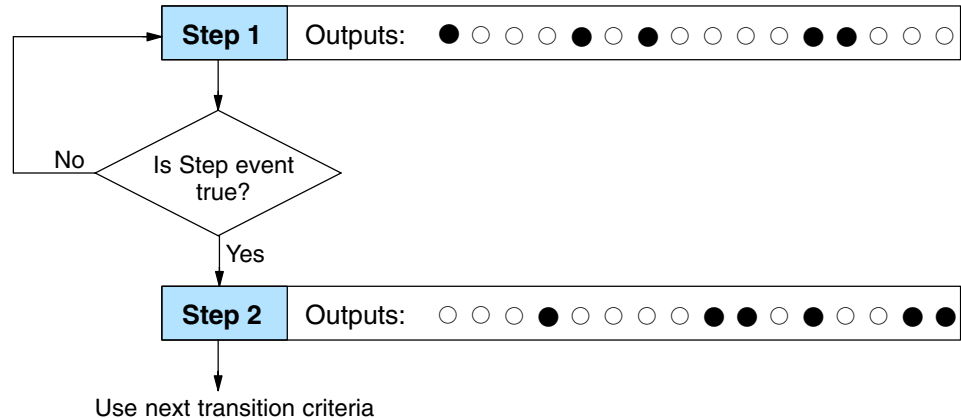 Step 1 Outputs:
No
Is Step event
true?
Yes
Step 2 Outputs:
Use next transition criteria